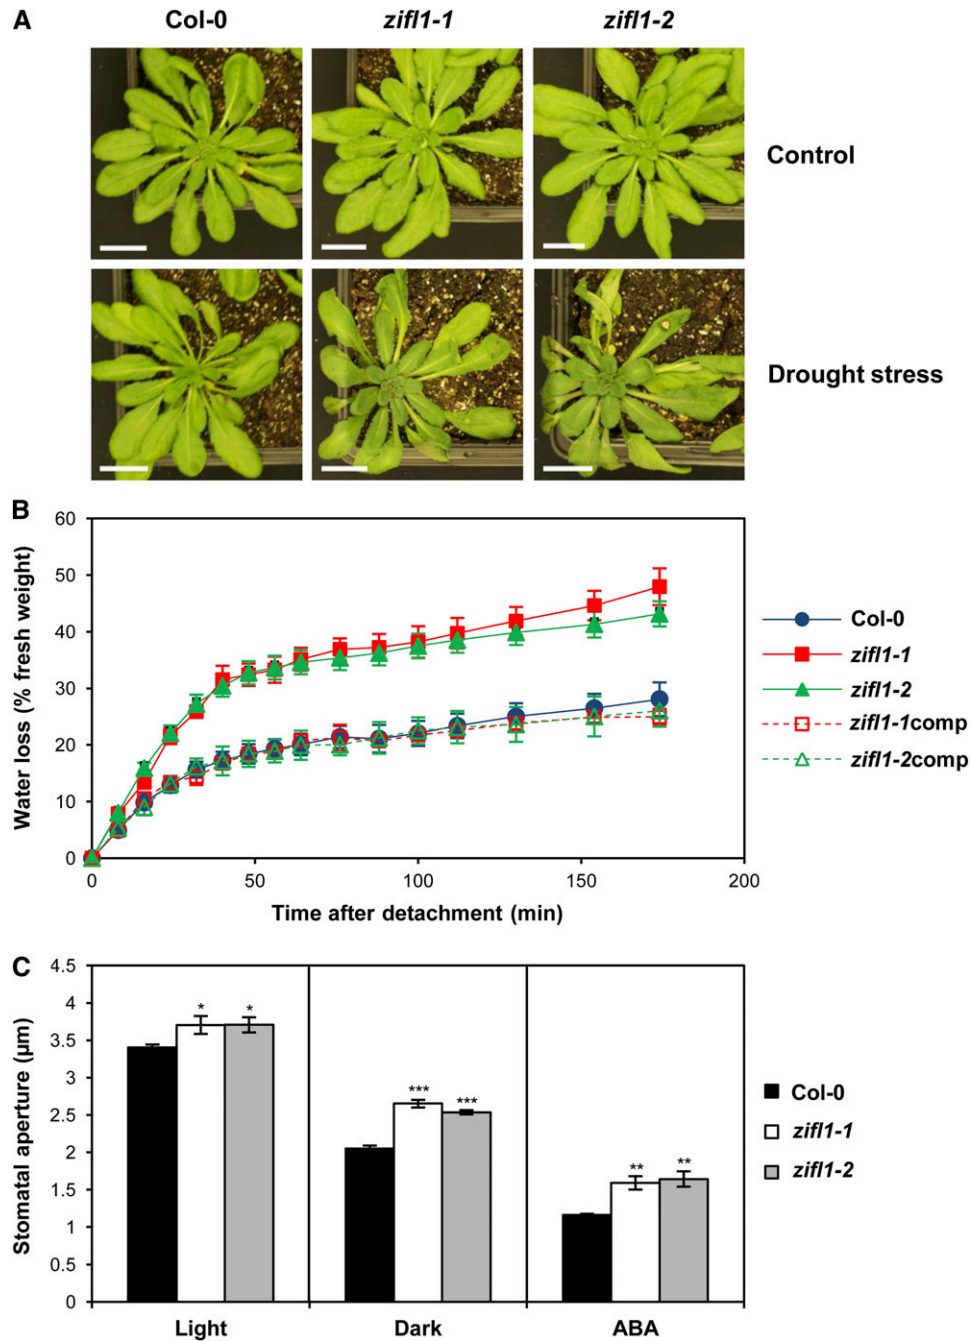 A
Col-0
zifl1-1
zifl1-2
Control
Drought stress
B
Water loss (% fresh weight)
60
50
40
30
20
10
0
0
50
100
150
200
Time after detachment (min)
Col-0
zifl1-1
zifl1-2
zifl1-1comp
zifl1-2comp
C
Stomatal aperture (µm)
4.5
4
3.5
3
2.5
2
1.5
1
0.5
0
*
*
***
***
**
**
Light
Dark
ABA
Col-0
zifl1-1
zifl1-2